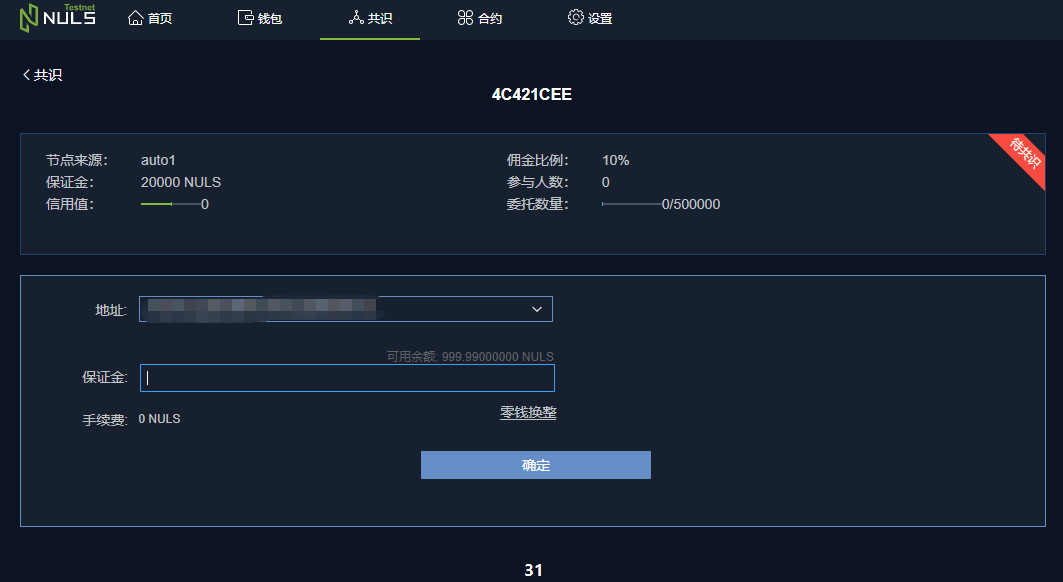 Testnet
NULS 首页 钱包 共识 合约 设置
共识
4C421CEE
待共识
节点来源: auto1 佣金比例: 10%
保证金: 20000 NULS 参与人数: 0
信用值: 0 委托数量: 0/500000
地址:
可用余额: 999.99000000 NULS
保证金:
手续费: 0 NULS 零钱换整
确定
31